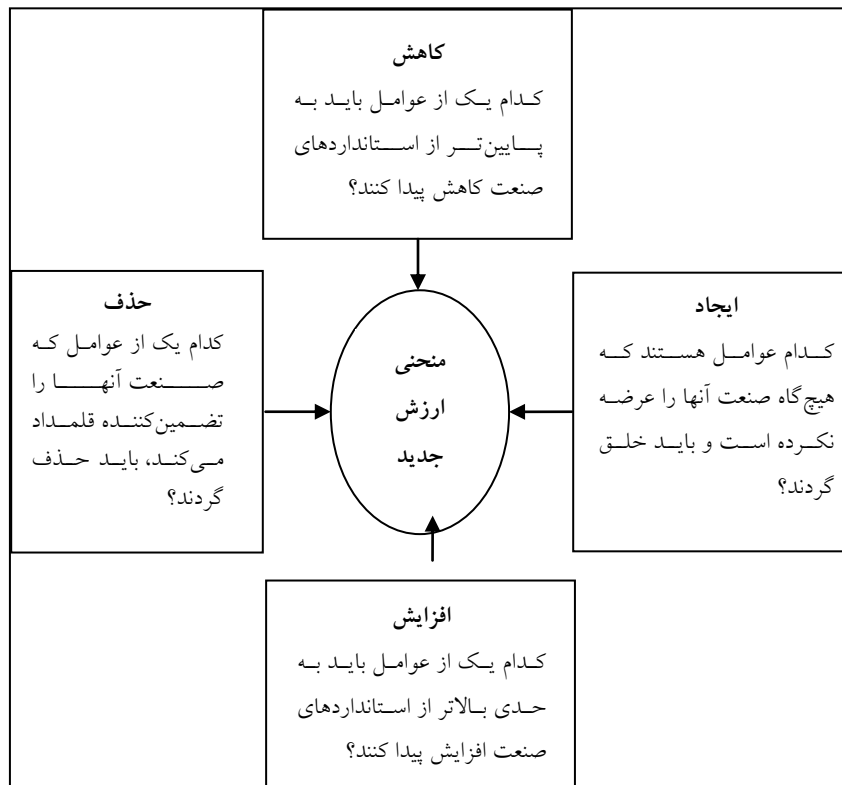 کاهش
کدام یک از عوامل باید به
پایین‌تر از استانداردهای
صنعت کاهش پیدا کنند؟
حذف
کدام یک از عوامل که
صنعت آنها را
تضمین‌کننده قلمداد
می‌کند، باید حذف
گردند؟
منحنی
ارزش
جدید
ایجاد
کدام عوامل هستند که
هیچ‌گاه صنعت آنها را عرضه
نکرده است و باید خلق
گردند؟
افزایش
کدام یک از عوامل باید به
حدی بالاتر از استانداردهای
صنعت افزایش پیدا کنند؟